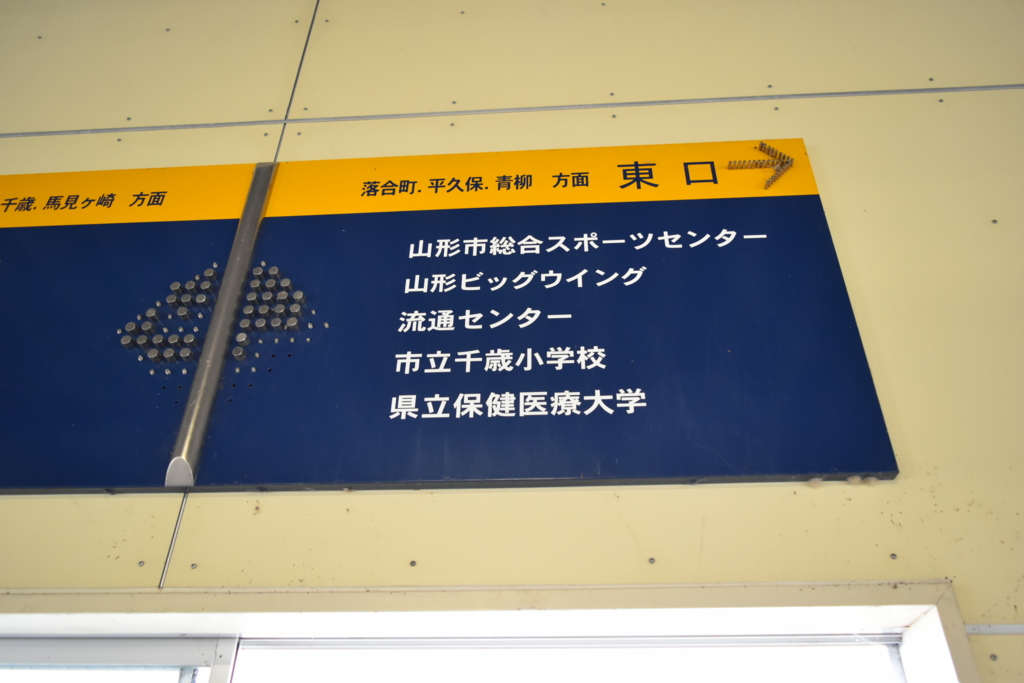 千歳. 馬見ヶ崎 方面
落合町. 平久保. 青柳 方面 東口
山形市総合スポーツセンター
山形ビッグウイング
流通センター
市立千歳小学校
県立保健医療大学